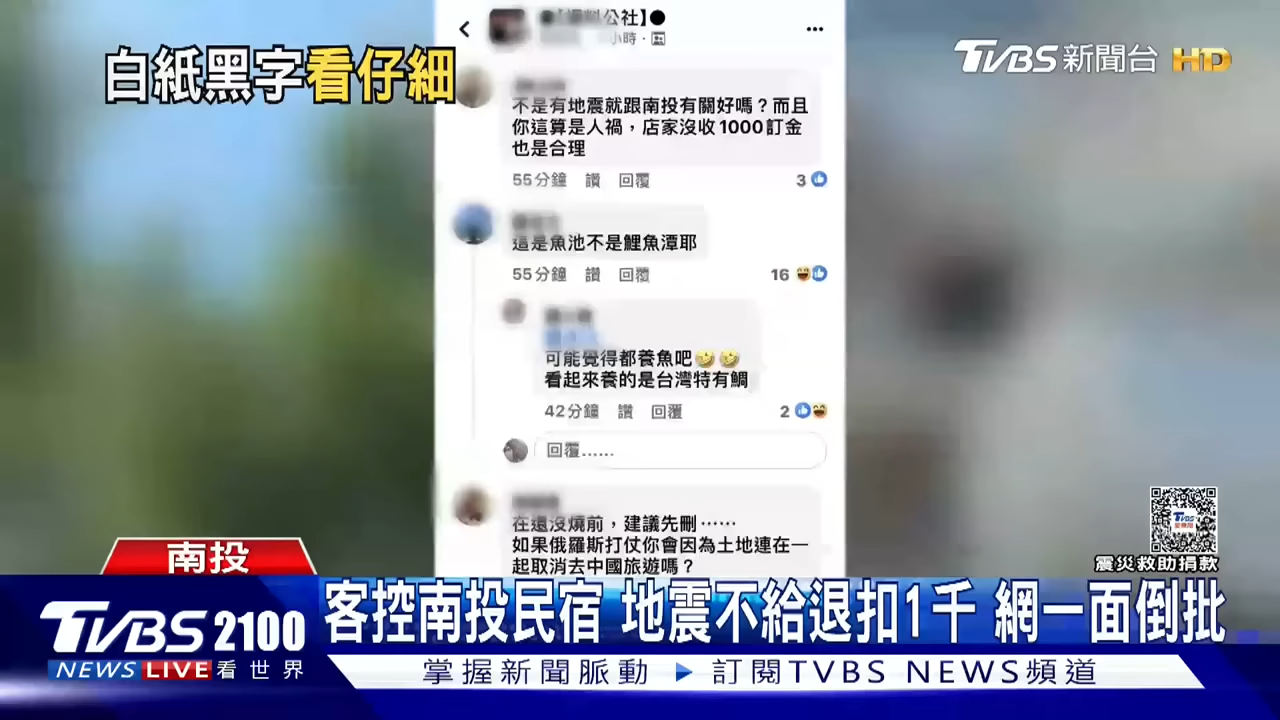 白紙黑字看仔細
公社】●
小時·
TVBS新聞台 HD
不是有地震就跟南投有關好嗎？而且
你這算是人禍，店家沒收1000訂金
也是合理
55分鐘 讚 回覆
3
這是魚池不是鯉魚潭耶
55分鐘 讚 回覆
16
可能覺得都養魚吧🤣🤣
看起來養的是台灣特有鯛
42分鐘 讚 回覆
2
回覆......
在還沒燒前，建議先刪……
如果俄羅斯打仗你會因為土地連在一
起取消去中國旅遊嗎？
TVBS
震災救助捐款
南投
客控南投民宿 地震不給退扣1千 網一面倒批
TVBS 2100
NEWS LIVE 看世界
掌握新聞脈動 ▶ 訂閱TVBS NEWS頻道